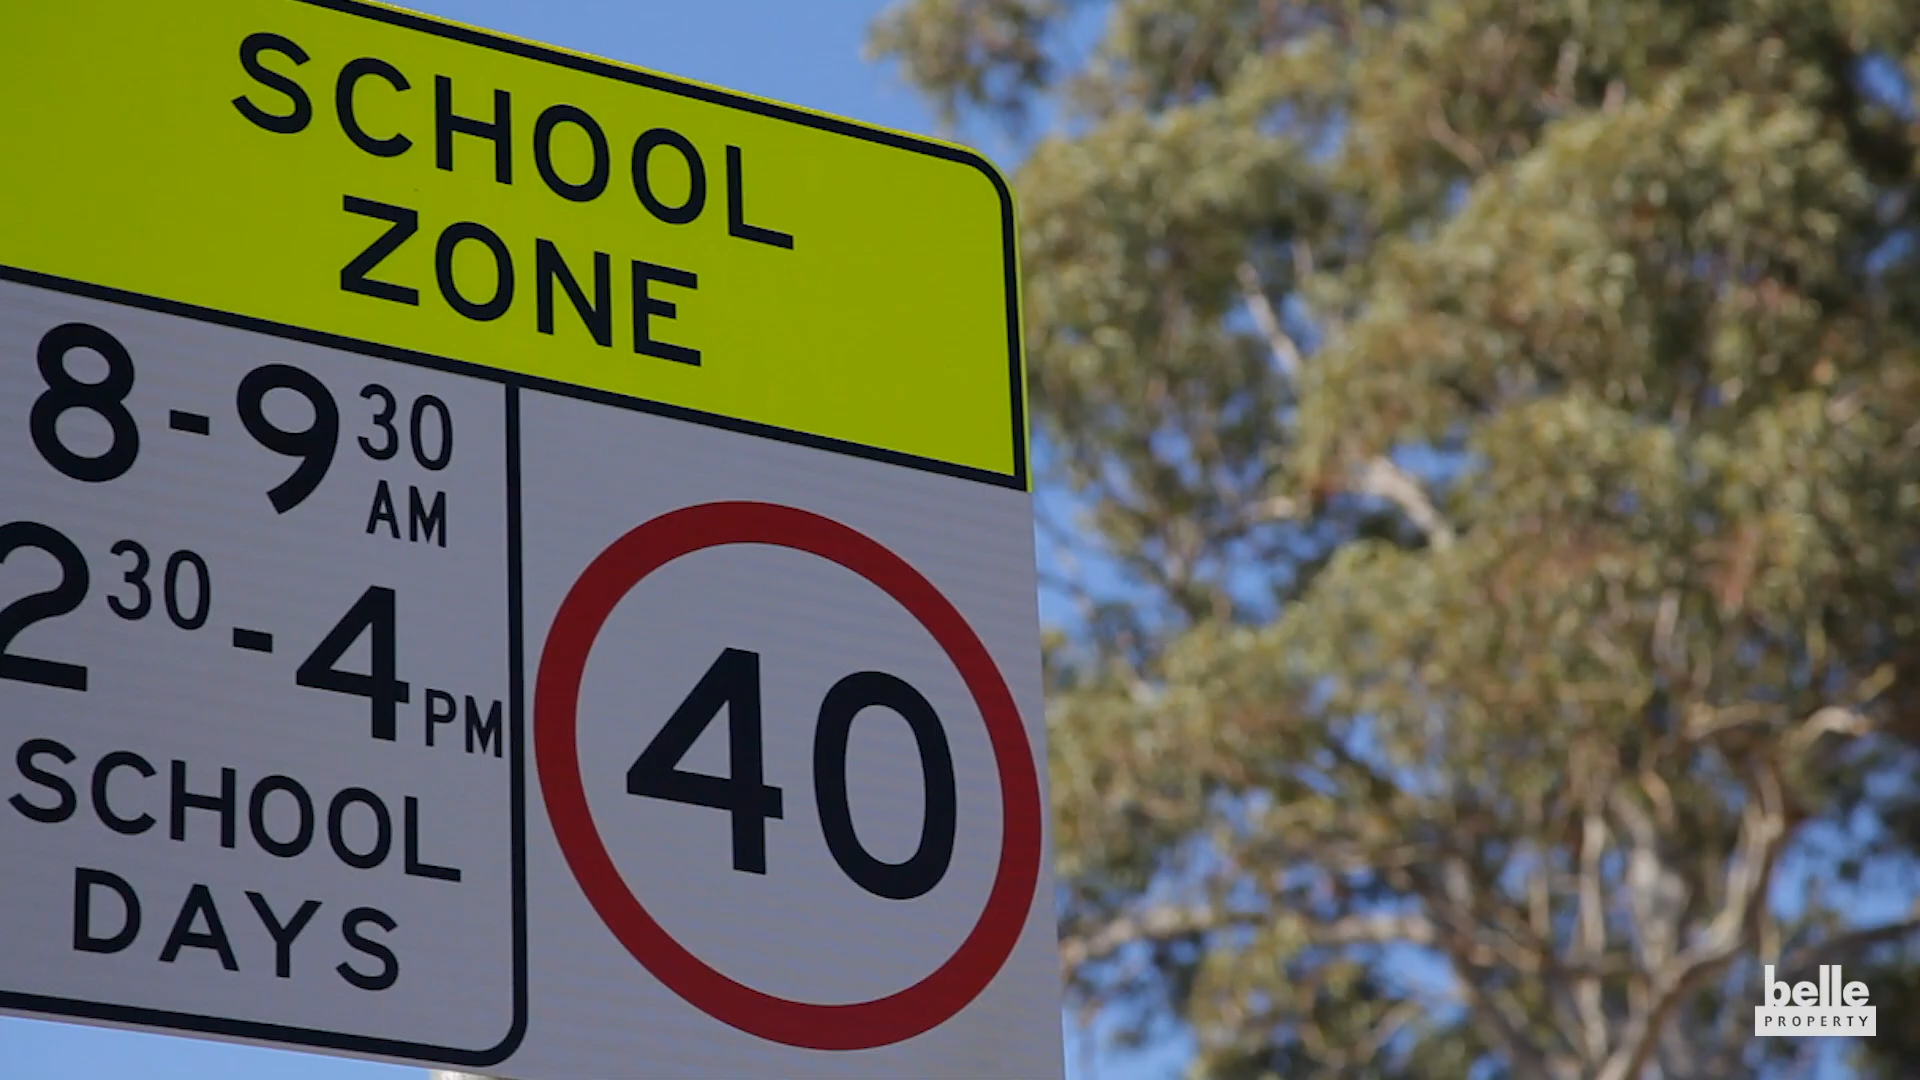 SCHOOL
ZONE
8-9 30
AM
2 30 -4 PM
SCHOOL
DAYS
40
belle
PROPERTY